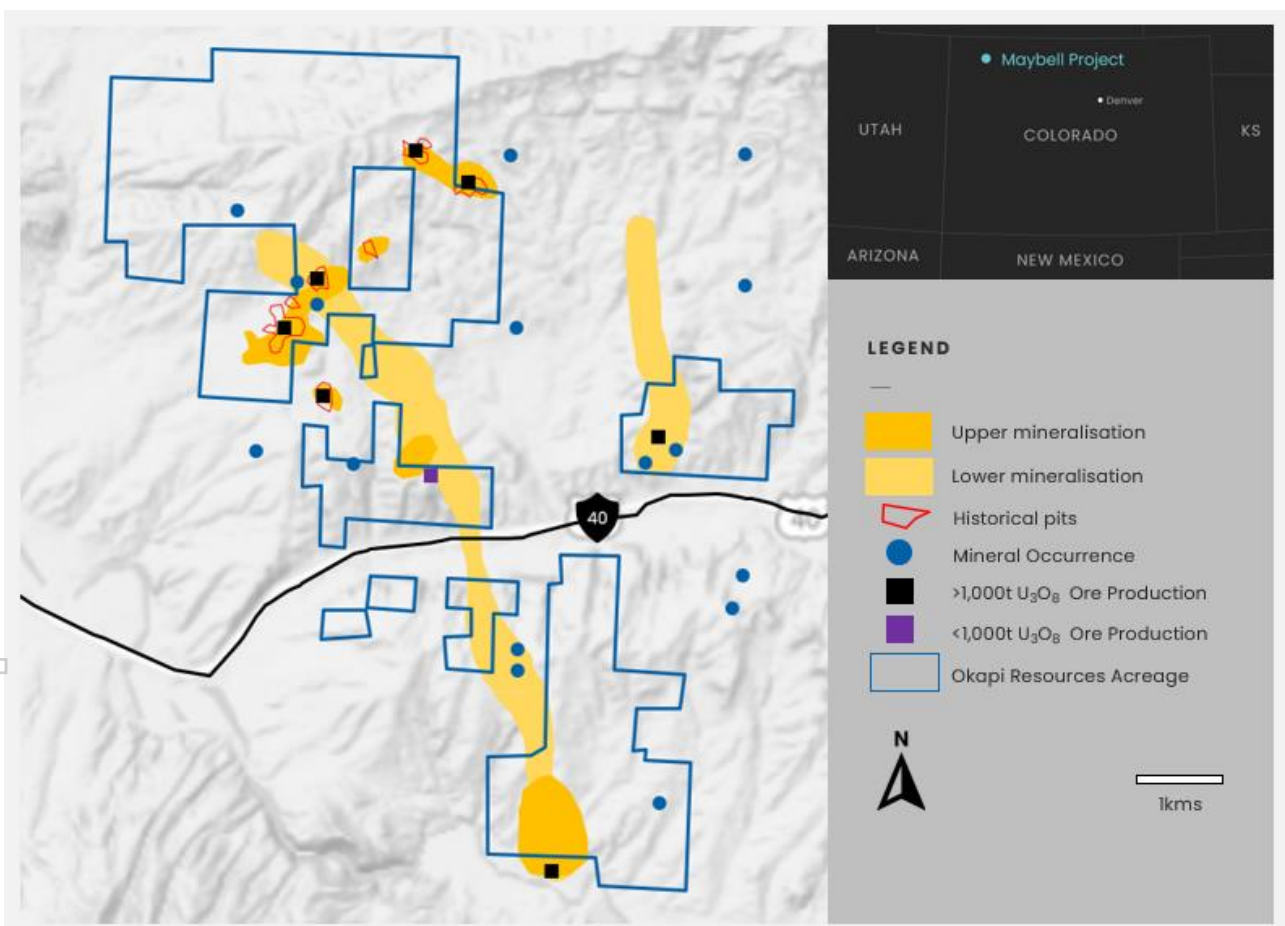 Maybell Project
Denver
UTAH
COLORADO
KS
ARIZONA
NEW MEXICO
LEGEND
Upper mineralisation
Lower mineralisation
Historical pits
Mineral Occurrence
>1,000t U₃O₈ Ore Production
<1,000t U₃O₈ Ore Production
Okapi Resources Acreage
N
1kms
40
40